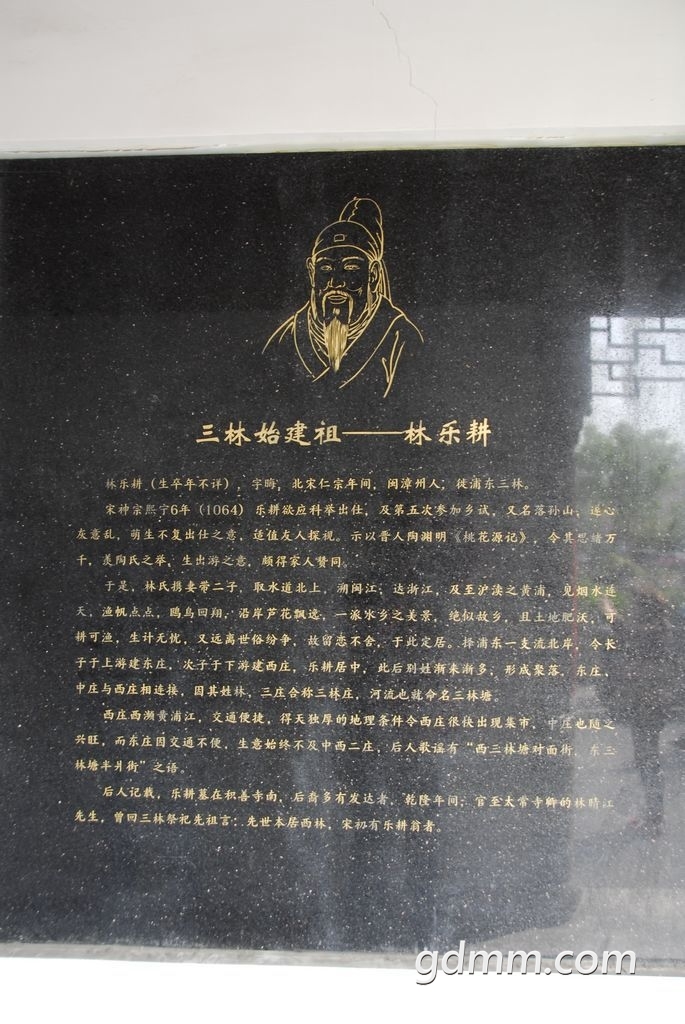 三林始建祖——林乐耕
林乐耕（生卒年不详），字晦，北宋仁宗年间，闽漳州人，徙浦东三林。
宋神宗熙宁6年（1064）乐耕欲应科举出仕，及第五次参加乡试，又名落孙山，遂心
灰意乱，萌生不复出仕之意，适值友人探视。示以晋人陶渊明《桃花源记》，令其思绪万
千，羡陶氏之举，生出游之意，颇得家人赞同。
于是，林氏携妻带二子，取水道北上，溯闽江，达浙江，及至沪渎之黄浦，见烟水连
天，渔帆点点，鸥鸟回翔，沿岸芦花飘逸，一派水乡之美景，绝似故乡，且土地肥沃，可
耕可渔，生计无忧，又远离世俗纷争，故留恋不舍，于此定居。择浦东一支流北岸，令长
子于上游建东庄，次子于下游建西庄，乐耕居中，此后别姓渐来渐多，形成聚落，东庄、
中庄与西庄相连接，因其姓林，三庄合称三林庄，河流也就命名三林塘。
西庄西濒黄浦江，交通便捷，得天独厚的地理条件令西庄很快出现集市，中庄也随之
兴旺，而东庄因交通不便，生意始终不及中西二庄，后人歌谣有“西三林塘对面街，东三
林塘半爿街”之语。
后人记载，乐耕墓在积善寺南，后裔多有发达者，乾隆年间，官至太常寺卿的林晴江
先生，曾回三林祭祀先祖言：先世本居西林，宋初有乐耕翁者。
gdmm.com